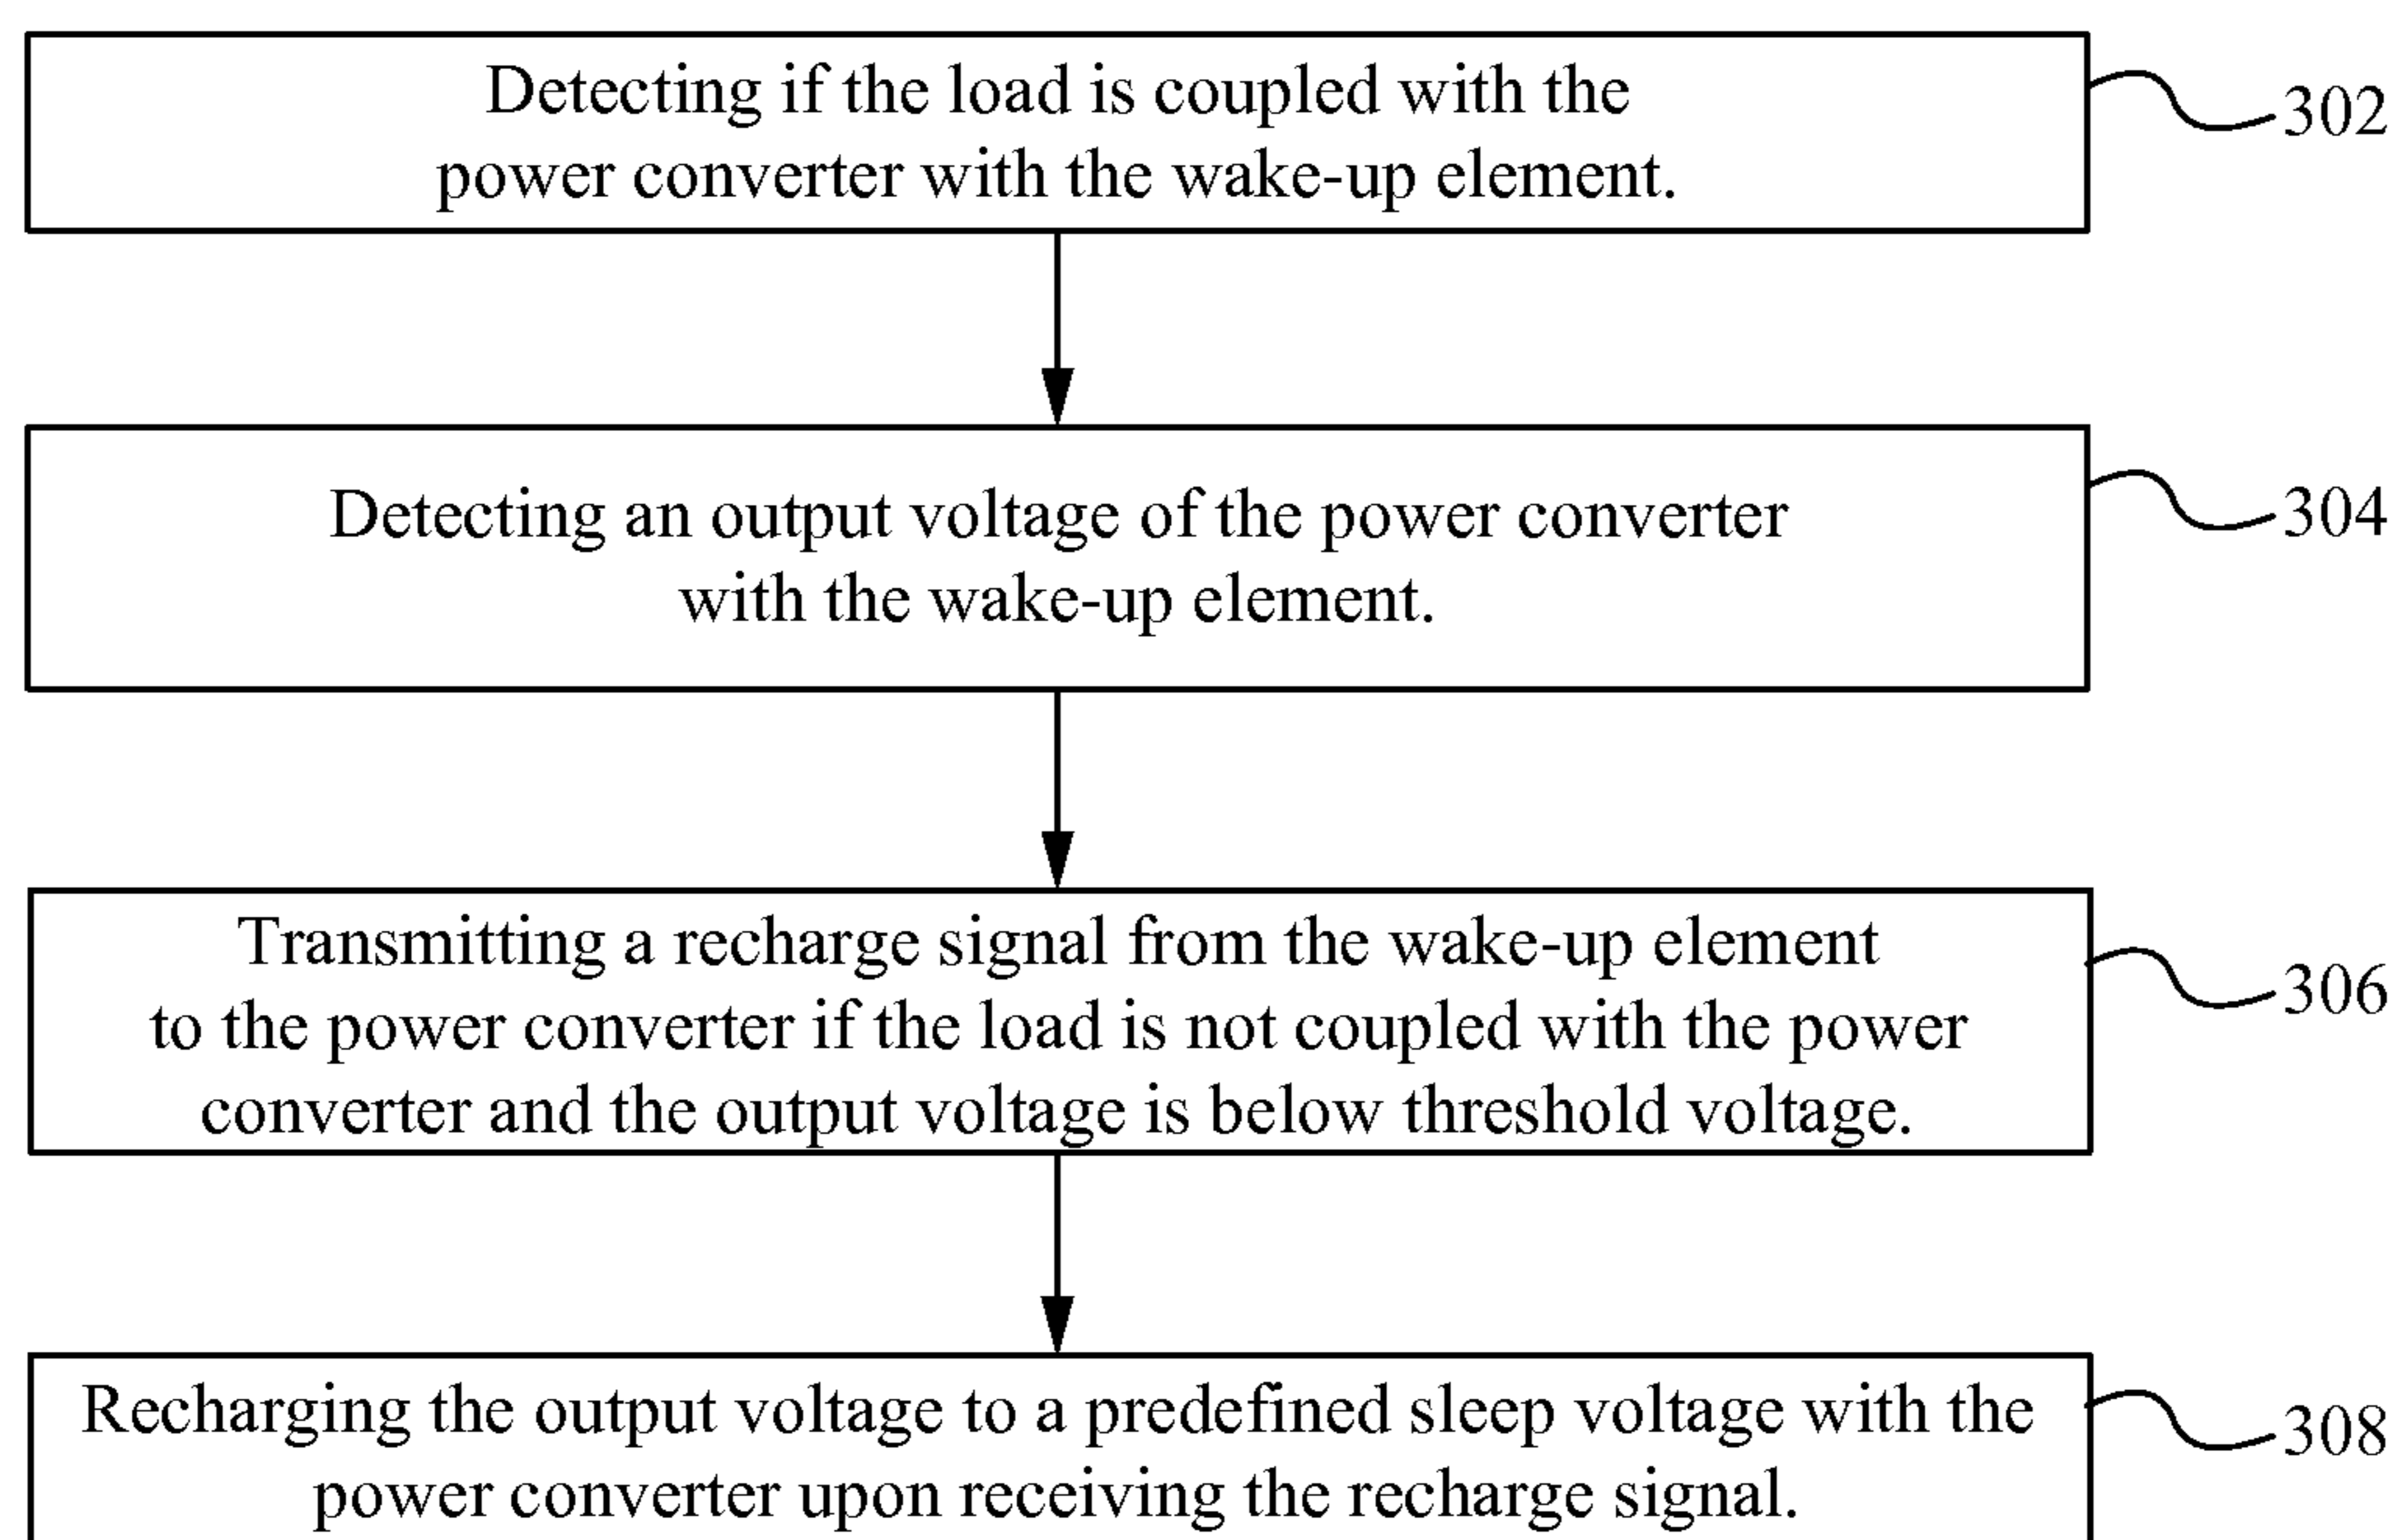 Detecting if the load is coupled with the
power converter with the wake-up element.
302
Detecting an output voltage of the power converter
with the wake-up element.
304
Transmitting a recharge signal from the wake-up element
to the power converter if the load is not coupled with the power
converter and the output voltage is below threshold voltage.
306
Recharging the output voltage to a predefined sleep voltage with the
power converter upon receiving the recharge signal.
308